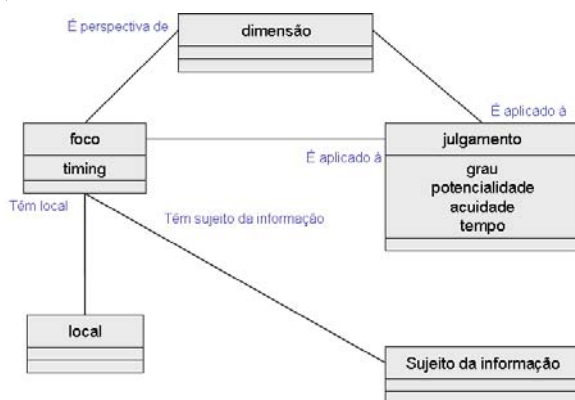 É perspectiva de
dimensão
É aplicado à
foco
timing
É aplicado à
julgamento
grau
potencialidade
acuidade
tempo
Têm local
Têm sujeito da informação
local
Sujeito da informação